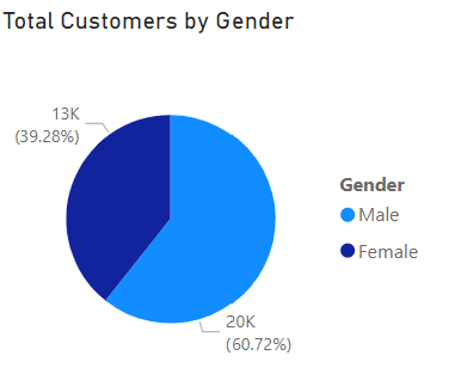 Total Customers by Gender
13K
(39.28%)
Gender
Male
Female
20K
(60.72%)